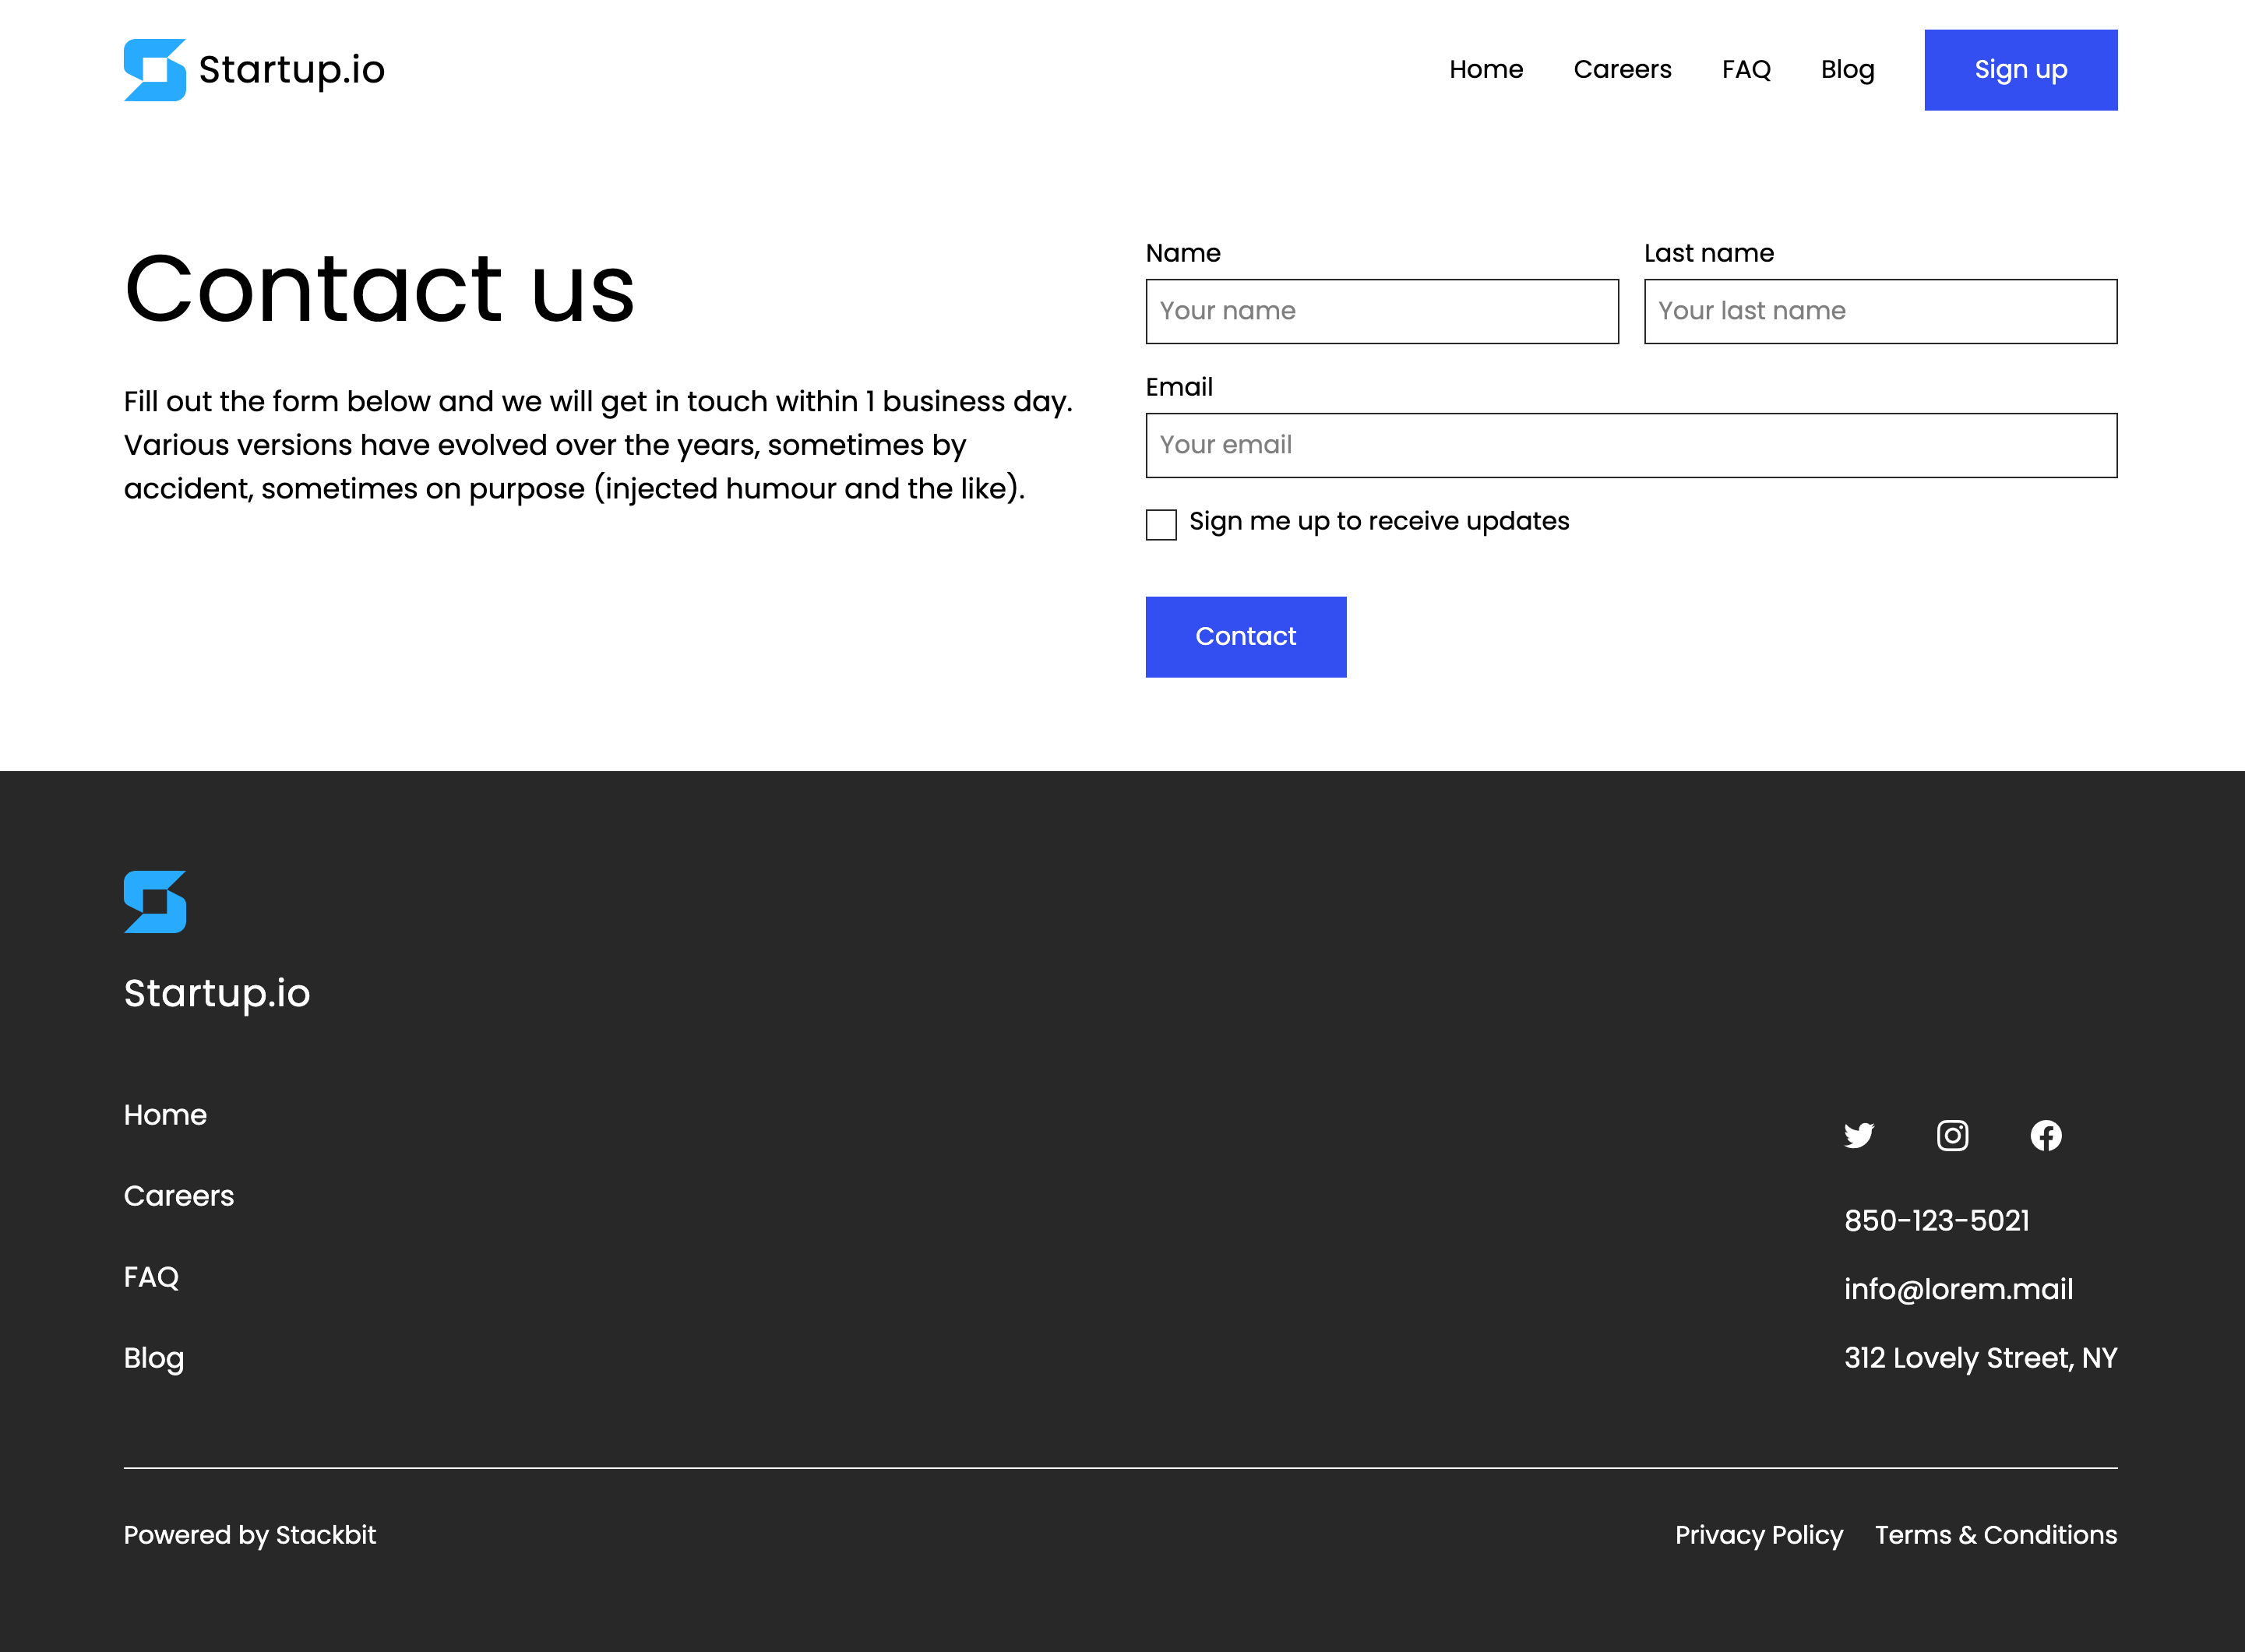 Startup.io
Home
Careers
FAQ
Blog
Sign up
Contact us
Fill out the form below and we will get in touch within 1 business day.
Various versions have evolved over the years, sometimes by
accident, sometimes on purpose (injected humour and the like).
Name
Last name
Your name
Your last name
Email
Your email
Sign me up to receive updates
Contact
Startup.io
Home
Careers
FAQ
Blog
850-123-5021
info@lorem.mail
312 Lovely Street, NY
Powered by Stackbit
Privacy Policy
Terms & Conditions